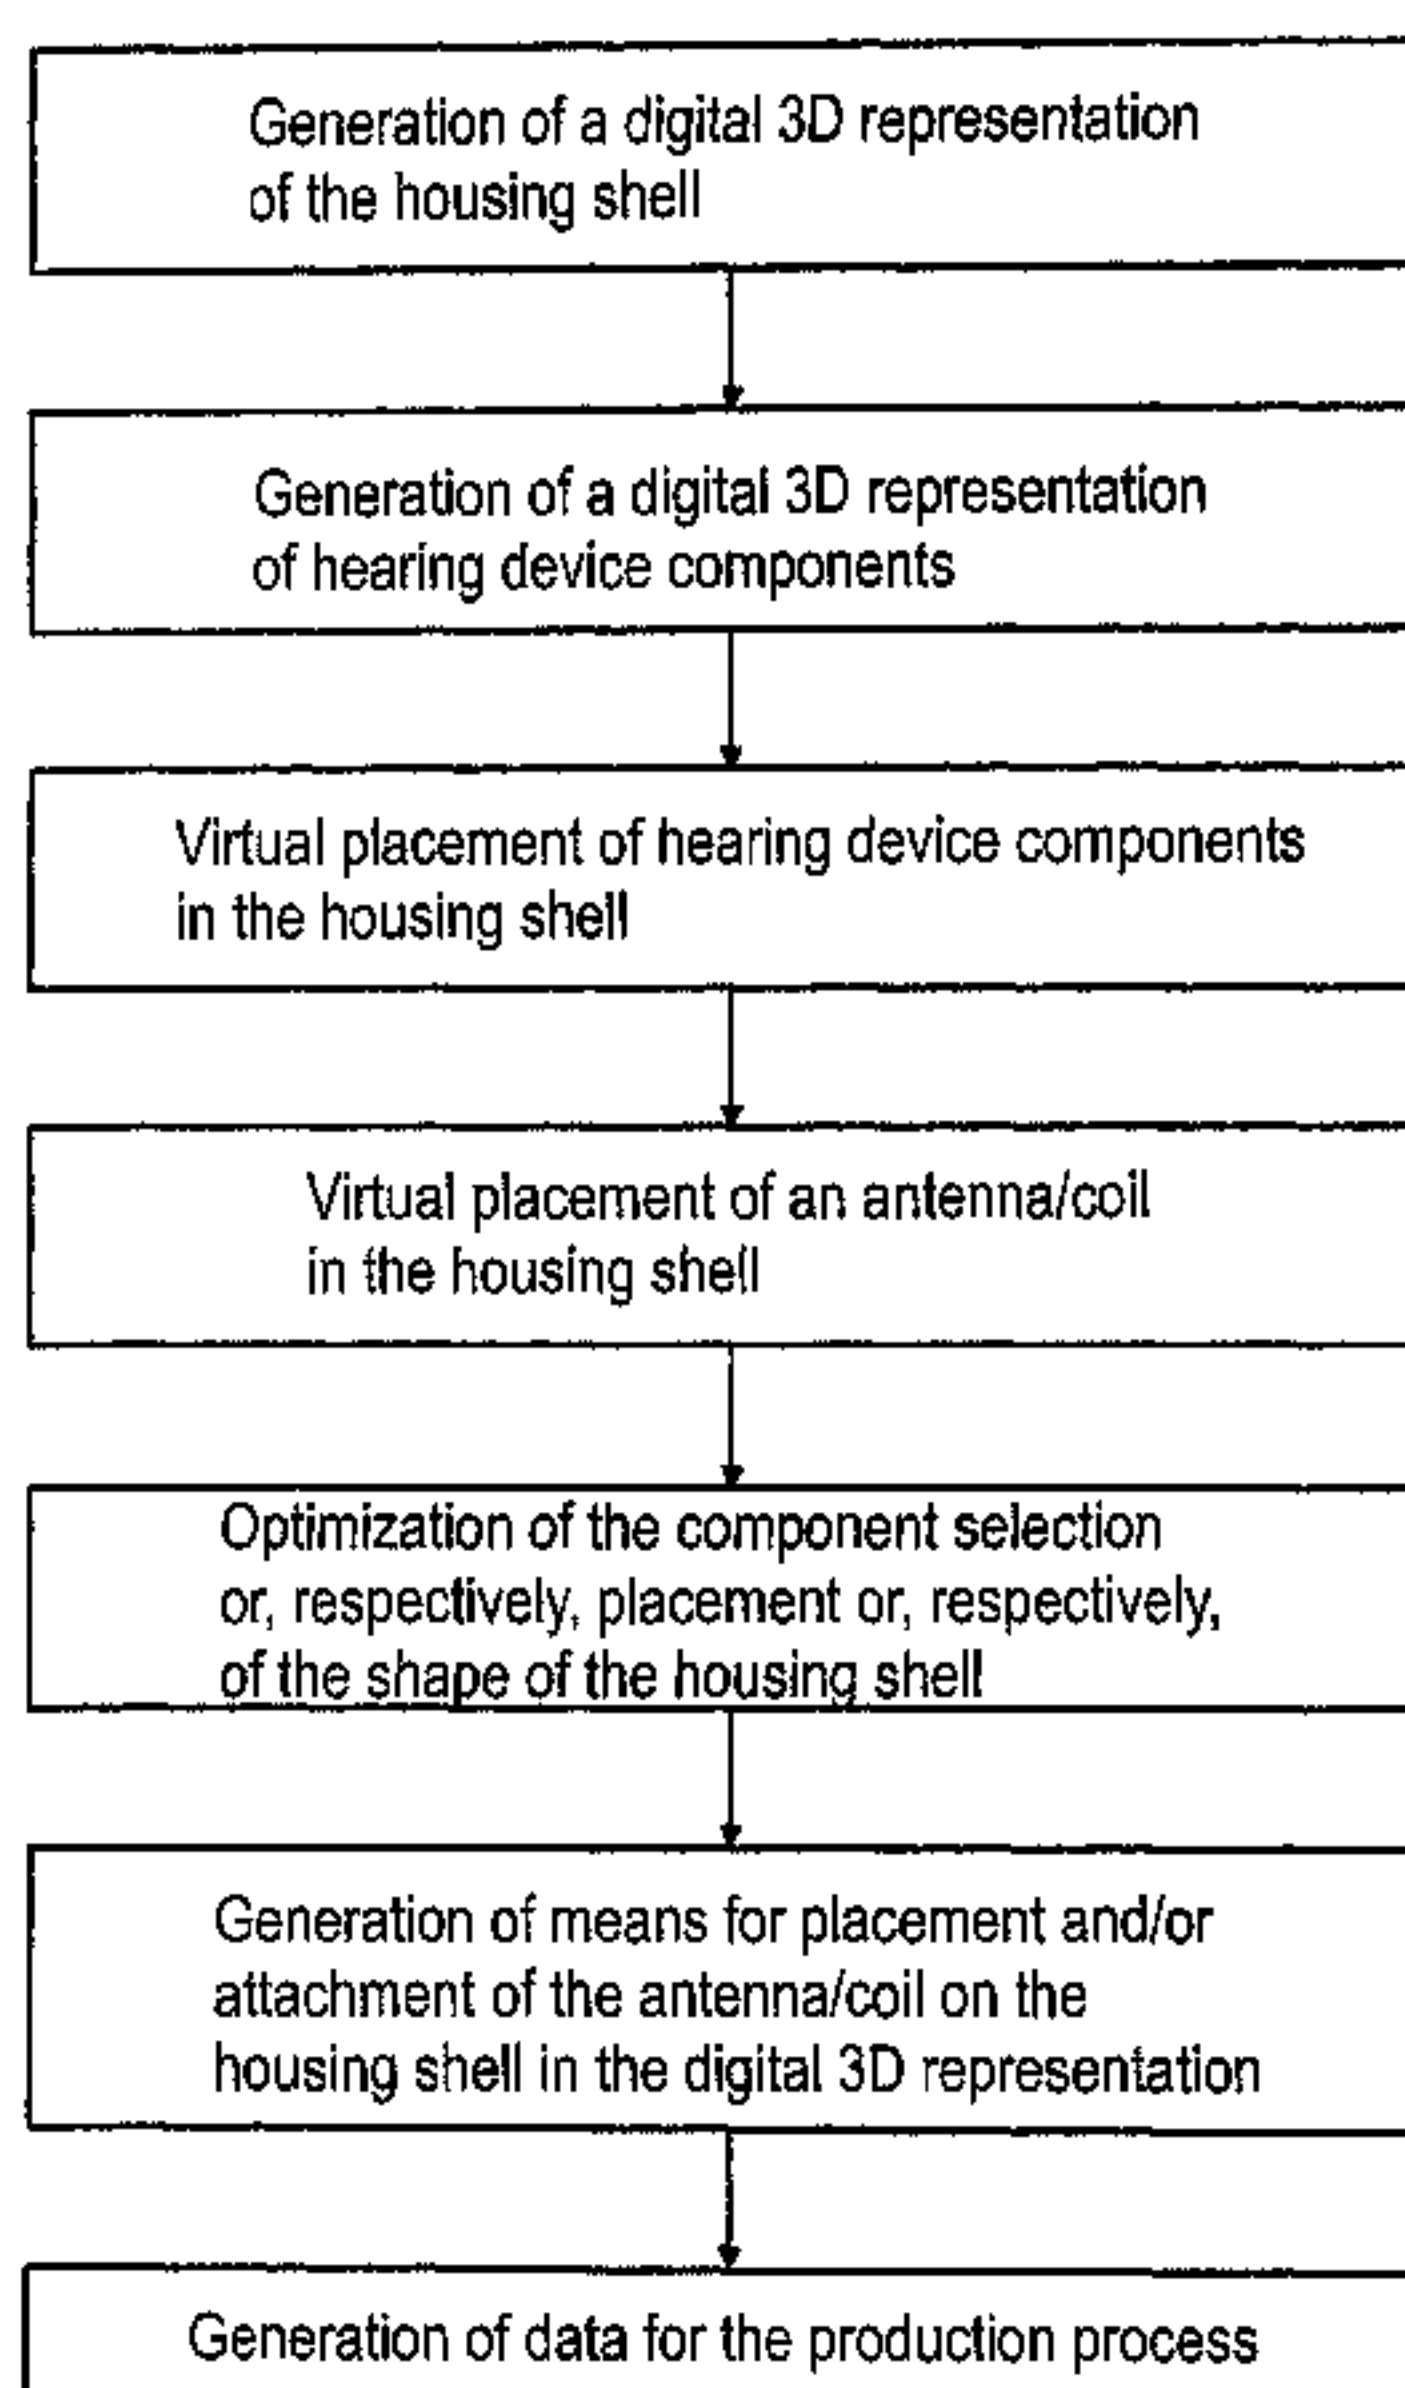 Generation of a digital 3D representation
of the housing shell
Generation of a digital 3D representation
of hearing device components
Virtual placement of hearing device components
in the housing shell
Virtual placement of an antenna/coil
in the housing shell
Optimization of the component selection
or, respectively, placement or, respectively,
of the shape of the housing shell
Generation of means for placement and/or
attachment of the antenna/coil on the
housing shell in the digital 3D representation
Generation of data for the production process